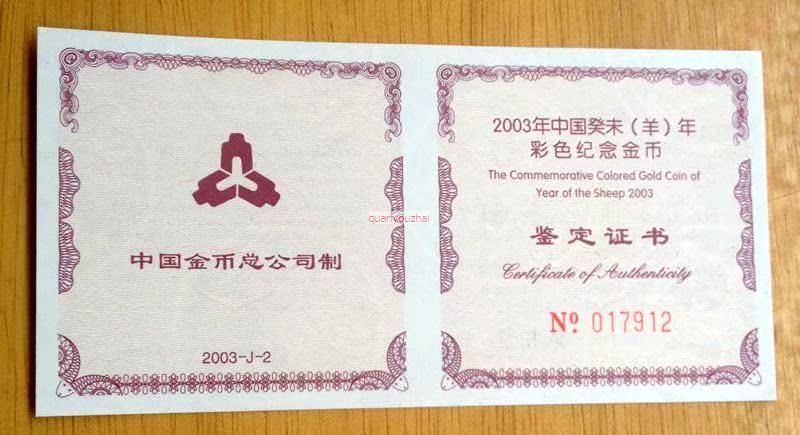 quanyouzhai
中国金币总公司制
2003-J-2
2003年中国癸未（羊）年
彩色纪念金币
The Commemorative Colored Gold Coin of
Year of the Sheep 2003
鉴定证书
Certificate of Authenticity
Nº 017912